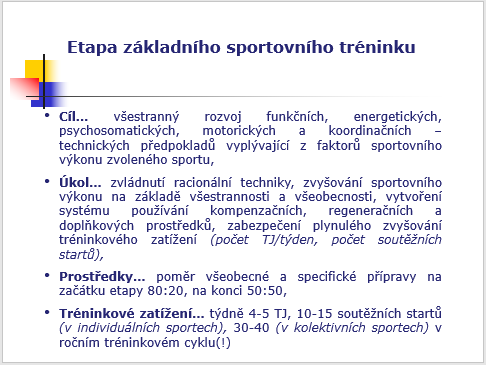 Etapa základního sportovního tréninku
• Cíl... všestranný rozvoj funkčních, energetických,
psychosomatických, motorických a koordinačních –
technických předpokladů vyplývající z faktorů sportovního
výkonu zvoleného sportu,
• Úkol... zvládnutí racionální techniky, zvyšování sportovního
výkonu na základě všestrannosti a všeobecnosti, vytvoření
systému používání kompenzačních, regeneračních a
doplňkových prostředků, zabezpečení plynulého zvyšování
tréninkového zatížení (počet TJ/týden, počet soutěžních
startů),
• Prostředky... poměr všeobecné a specifické přípravy na
začátku etapy 80:20, na konci 50:50,
• Tréninkové zatížení... týdně 4-5 TJ, 10-15 soutěžních startů
(v individuálních sportech), 30-40 (v kolektivních sportech) v
ročním tréninkovém cyklu(!)